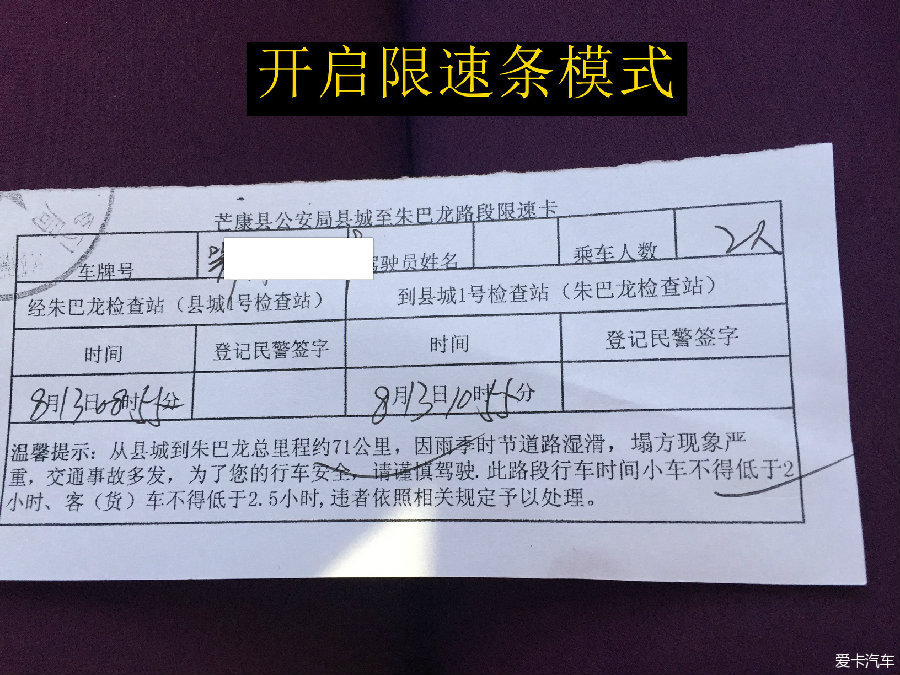 开启限速条模式
芒康县公安局县城至朱巴龙路段限速卡
车牌号 驾驶员姓名 乘车人数 2人
经朱巴龙检查站（县城1号检查站） 到县城1号检查站（朱巴龙检查站）
时间 登记民警签字 时间 登记民警签字
8月13日08时55分 8月13日10时55分
温馨提示：从县城到朱巴龙总里程约71公里，因雨季时节道路湿滑，塌方现象严
重，交通事故多发，为了您的行车安全，请谨慎驾驶.此路段行车时间小车不得低于2
小时、客（货）车不得低于2.5小时,违者依照相关规定予以处理。
爱卡汽车